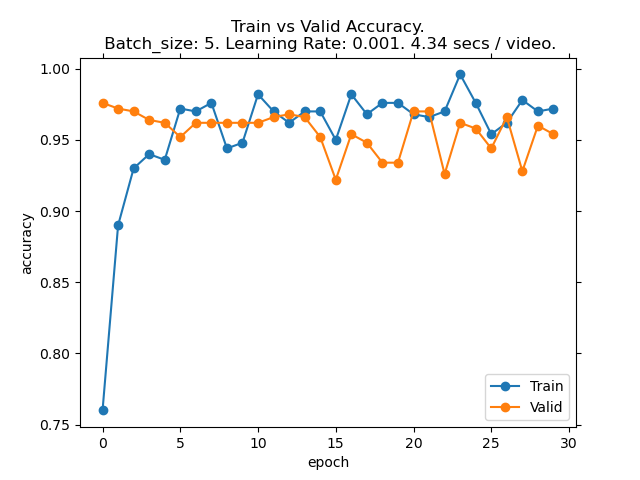 Train vs Valid Accuracy.
Batch_size: 5. Learning Rate: 0.001. 4.34 secs / video.
1.00
0.95
0.90
0.85
0.80
0.75
accuracy
0 5 10 15 20 25 30
epoch
Train
Valid